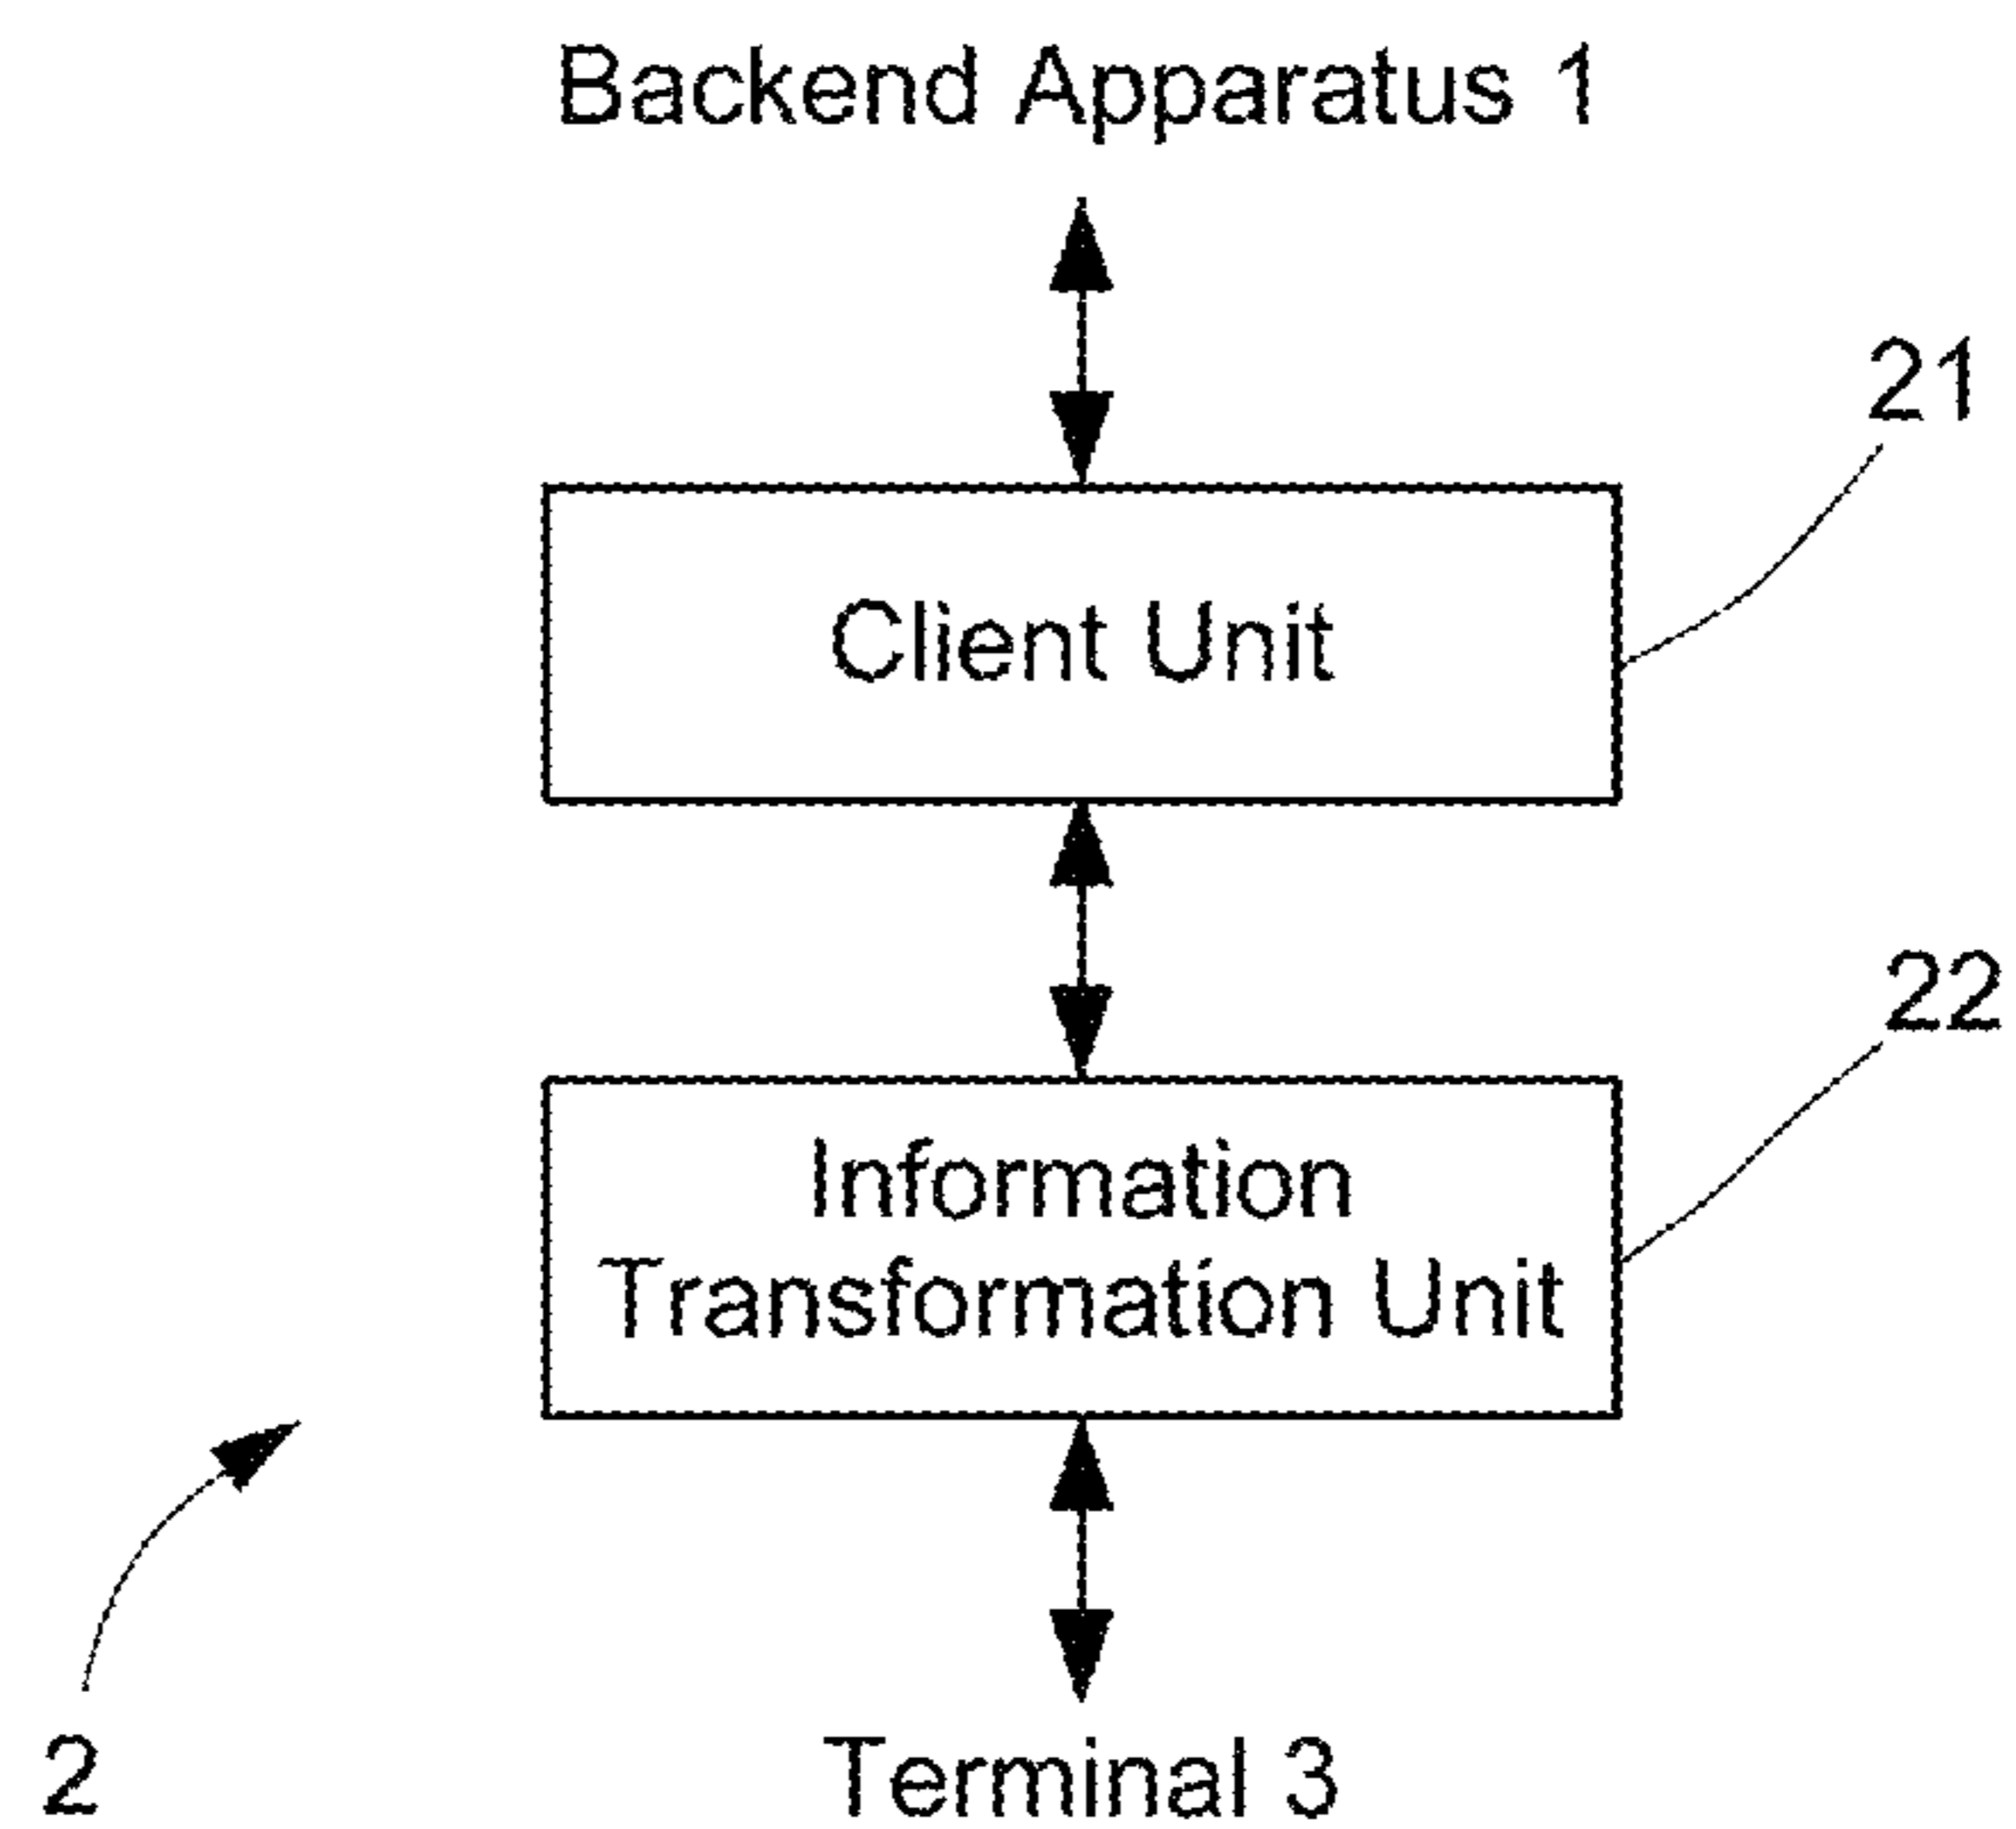 Backend Apparatus 1
21
Client Unit
22
Information
Transformation Unit
2
Terminal 3